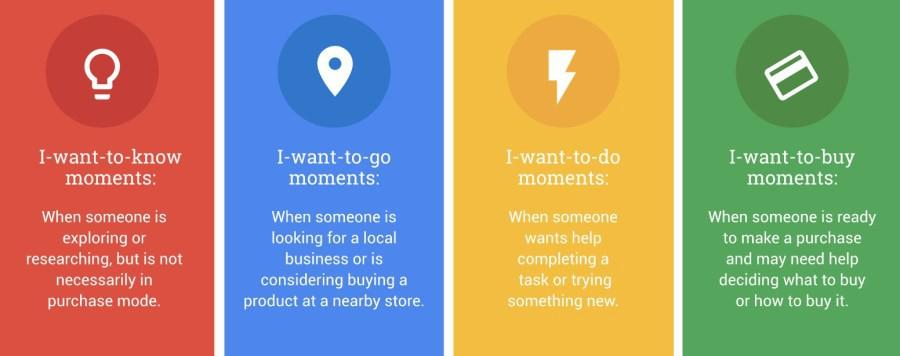 I-want-to-know
moments:
When someone is
exploring or
researching, but is not
necessarily in
purchase mode.
I-want-to-go
moments:
When someone is
looking for a local
business or is
considering buying a
product at a nearby store.
I-want-to-do
moments:
When someone
wants help
completing a
task or trying
something new.
I-want-to-buy
moments:
When someone is ready
to make a purchase
and may need help
deciding what to buy
or how to buy it.